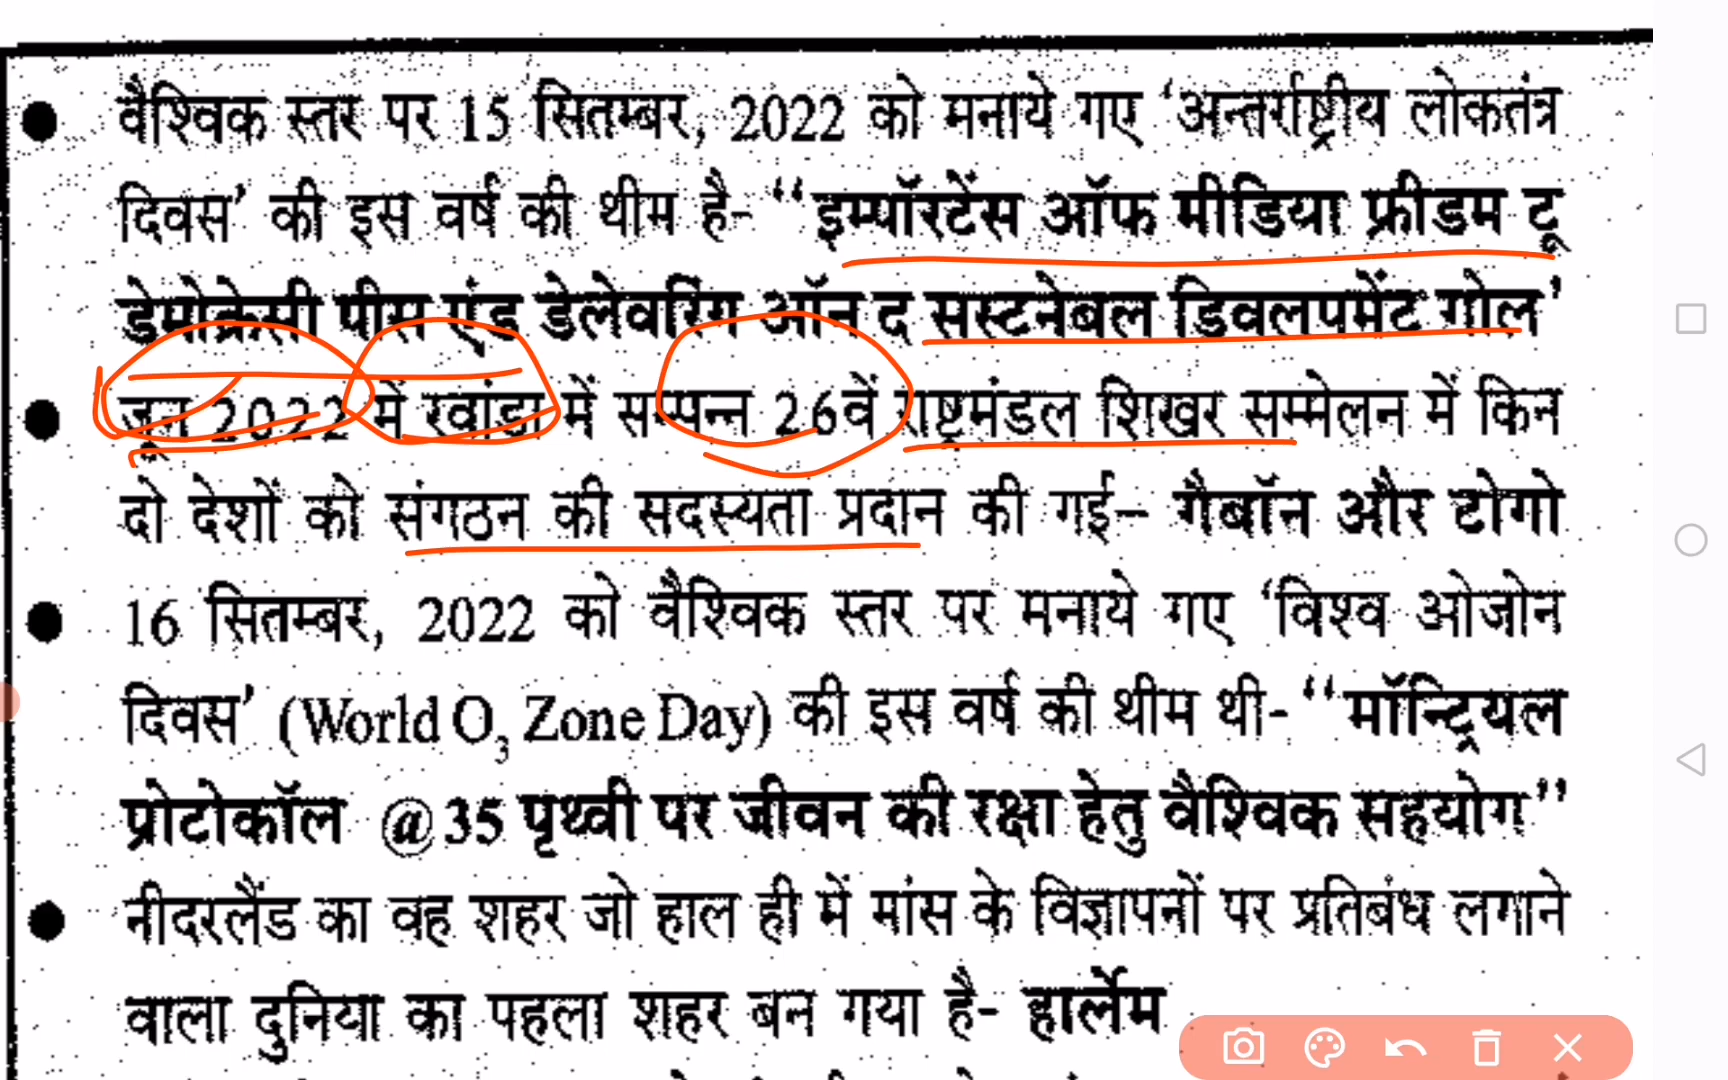 ● वैश्विक स्तर पर 15 सितम्बर, 2022 को मनाये गए ‘अन्तर्राष्ट्रीय लोकतंत्र
दिवस’ की इस वर्ष की थीम है- “इम्पॉरटेंस ऑफ मीडिया फ्रीडम टू
डेमोक्रेसी पीस एंड डेलेवरिंग ऑन द सस्टनेबल डिवलपमेंट गोल’
● जून 2022 में रवांडा में सम्पन्न 26वें राष्ट्रमंडल शिखर सम्मेलन में किन
दो देशों को संगठन की सदस्यता प्रदान की गई– गैबॉन और टोगो
● 16 सितम्बर, 2022 को वैश्विक स्तर पर मनाये गए ‘विश्व ओजोन
दिवस’ (World O₃ Zone Day) की इस वर्ष की थीम थी- “मॉन्ट्रियल
प्रोटोकॉल @35 पृथ्वी पर जीवन की रक्षा हेतु वैश्विक सहयोग”
● नीदरलैंड का वह शहर जो हाल ही में मांस के विज्ञापनों पर प्रतिबंध लगाने
वाला दुनिया का पहला शहर बन गया है- हार्लेम